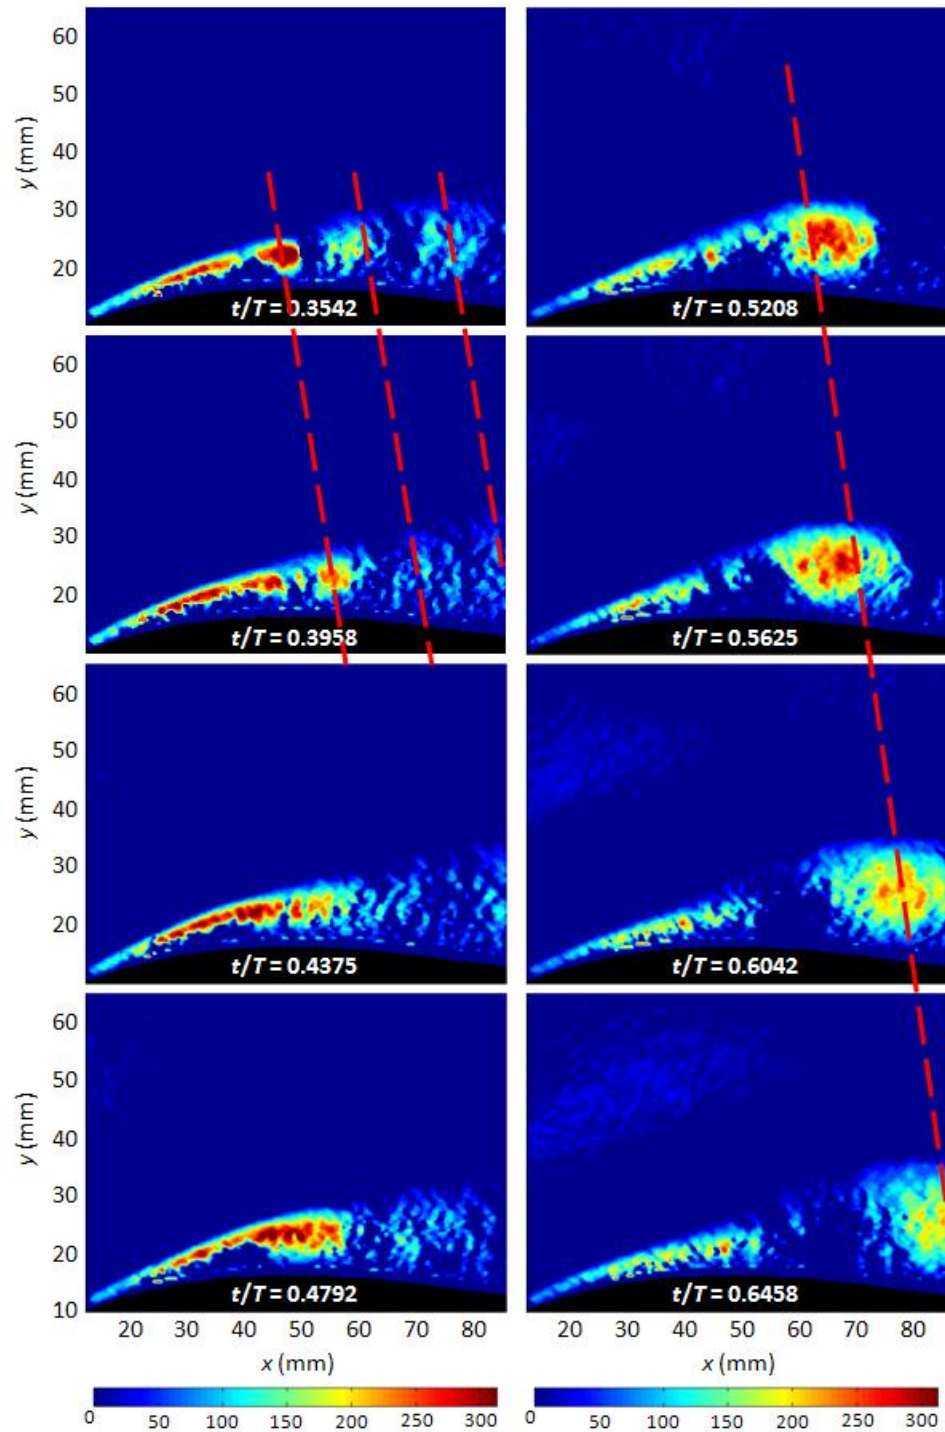 60
50
40
30
20
y (mm)
t/T = 0.3542
t/T = 0.5208
60
50
40
30
20
y (mm)
t/T = 0.3958
t/T = 0.5625
60
50
40
30
20
y (mm)
t/T = 0.4375
t/T = 0.6042
60
50
40
30
20
10
y (mm)
t/T = 0.4792
t/T = 0.6458
20 30 40 50 60 70 80
20 30 40 50 60 70 80
x (mm)
x (mm)
0 50 100 150 200 250 300
0 50 100 150 200 250 300